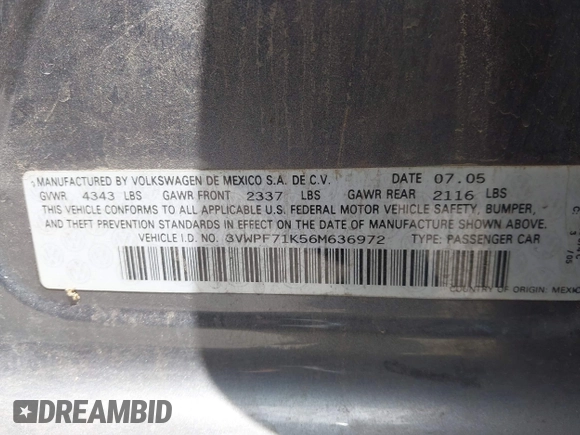 MANUFACTURED BY VOLKSWAGEN DE MEXICO S.A. DE C.V. DATE 07.05
GVWR 4343 LBS GAWR FRONT 2337 LBS GAWR REAR 2116 LBS
THIS VEHICLE CONFORMS TO ALL APPLICABLE U.S. FEDERAL MOTOR VEHICLE SAFETY, BUMPER,
AND THEFT PREVENTION STANDARDS IN EFFECT ON THE DATE OF MANUFACTURE SHOWN ABOVE.
VEHICLE I.D. NO. 3VWPF71K56M636972 TYPE: PASSENGER CAR
COUNTRY OF ORIGIN: MEXIC
DREAMBID